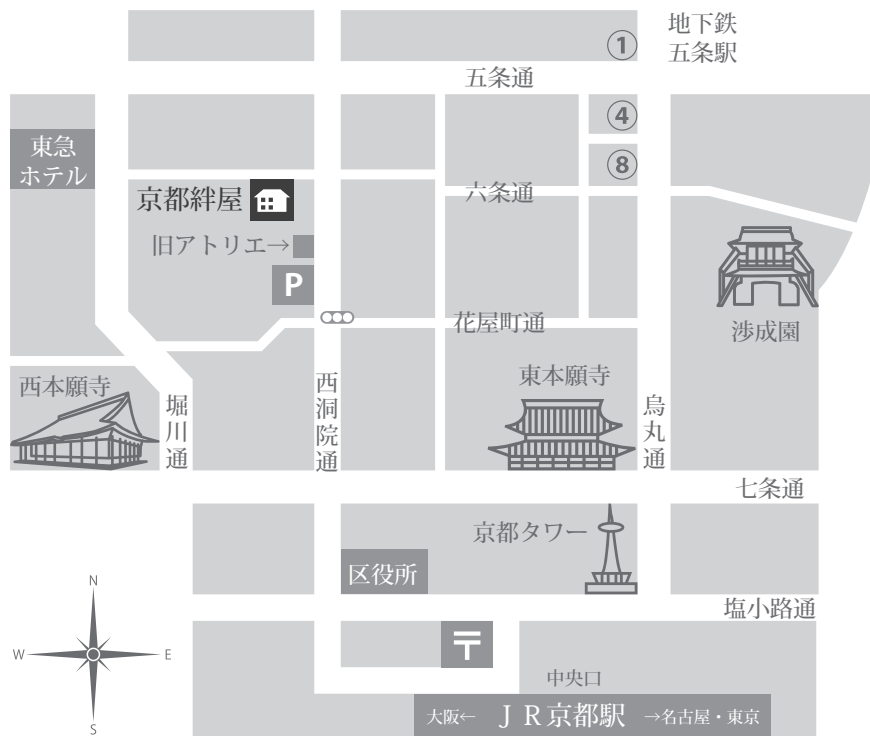 ①
地下鉄
五条駅
五条通
④
⑧
東急
ホテル
京都絆屋
六条通
旧アトリエ→
P
花屋町通
渉成園
西本願寺
堀川通
西洞院通
東本願寺
烏丸通
七条通
京都タワー
区役所
塩小路通
〒
中央口
大阪← JR京都駅 →名古屋・東京
N
W
E
S